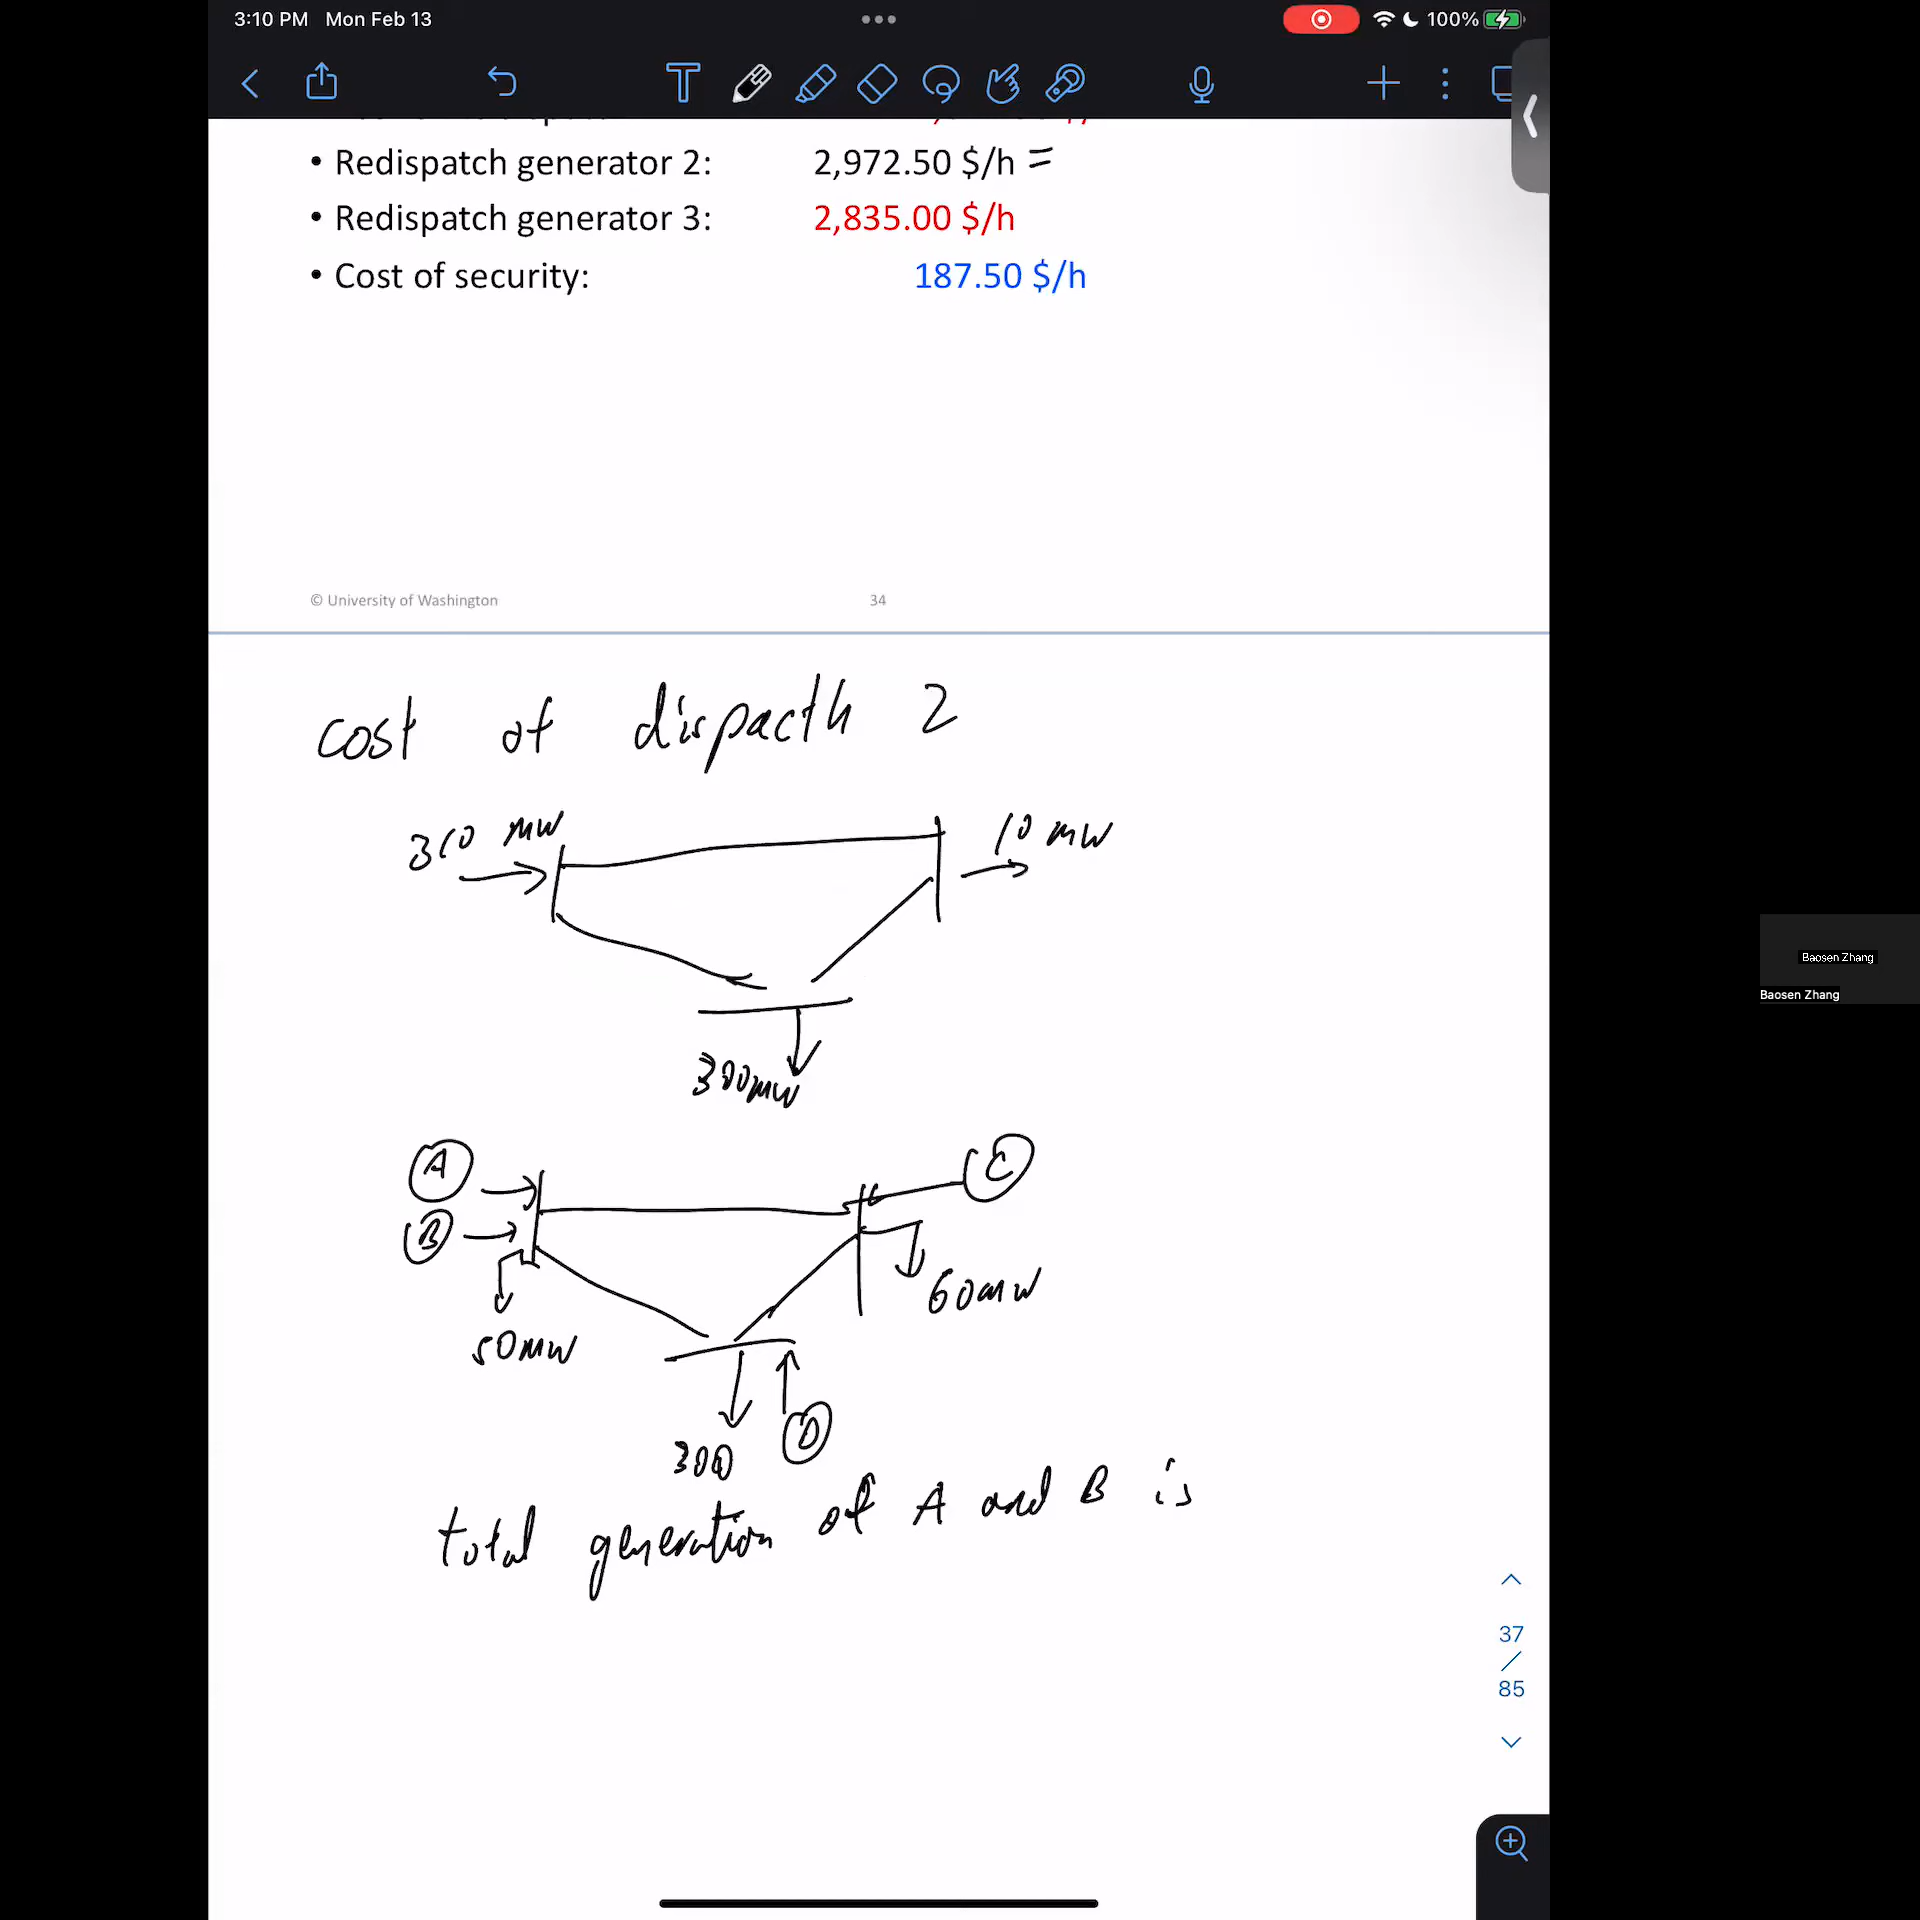 3:10 PM Mon Feb 13
100%
• Redispatch generator 2: 2,972.50 $/h =
• Redispatch generator 3: 2,835.00 $/h
• Cost of security: 187.50 $/h
© University of Washington
34
cost of dispacth 2
310 MW
10 MW
300MW
A
C
B
60MW
50MW
300
D
total generation of A and B is
Baosen Zhang
Baosen Zhang
37
/
85